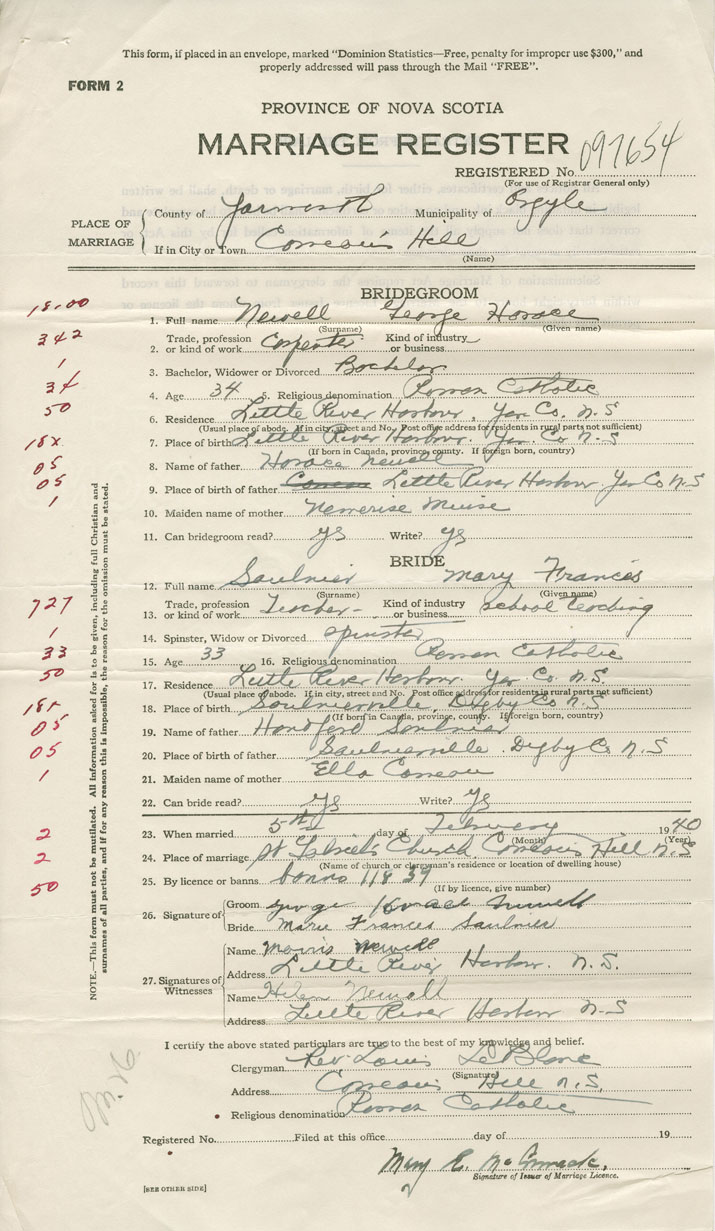 This form, if placed in an envelope, marked "Dominion Statistics—Free, penalty for improper use $300," and
properly addressed will pass through the Mail "FREE".
FORM 2
PROVINCE OF NOVA SCOTIA
MARRIAGE REGISTER
REGISTERED No. 097654
(For use of Registrar General only)
PLACE OF MARRIAGE
County of Yarmouth Municipality of Argyle
If in City or Town Comeau's Hill
(Name)
BRIDEGROOM
18.00
1. Full name Newell George Horace
(Surname) (Given name)
342
Trade, profession Kind of industry
2. or kind of work Carpenter or business
1
3. Bachelor, Widower or Divorced Bachelor
34
4. Age 34 5. Religious denomination Roman Catholic
50
6. Residence Little River Harbour, Yar. Co. N.S
(Usual place of abode. If in city, street and No. Post office address for residents in rural parts not sufficient)
18x
7. Place of birth Little River Harbour. Yar. Co N.S
(If born in Canada, province, county. If foreign born, country)
05
8. Name of father Horace Newell
05
9. Place of birth of father Little River Harbour Yar Co N.S
1
10. Maiden name of mother Nemerise Muise
11. Can bridegroom read? yes Write? yes
BRIDE
12. Full name Saulnier Mary Frances
(Surname) (Given name)
727
Trade, profession Kind of industry
13. or kind of work Teacher- or business school teaching
1
14. Spinster, Widow or Divorced spinster
33
15. Age 33 16. Religious denomination Roman Catholic
50
17. Residence Little River Harbour Yar. Co. N.S.
(Usual place of abode. If in city, street and No. Post office address for residents in rural parts not sufficient)
18x
18. Place of birth Saulnierville, Digby Co N.S
(If born in Canada, province, county. If foreign born, country)
05
19. Name of father Handford Saulnier
05
20. Place of birth of father Saulnierville. Digby Co N.S
1
21. Maiden name of mother Ella Comeau
22. Can bride read? yes Write? yes
2
23. When married 5th day of February 1940
(Month) (Year)
2
24. Place of marriage St Gabriel's Church Comeau's Hill N.S
(Name of church or clergyman's residence or location of dwelling house)
50
25. By licence or banns banns 11839
(If by licence, give number)
26. Signature of
Groom George Horace Newell
Bride Marie Frances Saulnier
27. Signatures of Witnesses
Name Morris Newell
Address Little River Harbour. N.S.
Name Helen Newell
Address Little River Harbour N.S
I certify the above stated particulars are true to the best of my knowledge and belief.
Clergyman Rev. Louis LeBlanc
(Signature)
Address Comeau's Hill N.S.
Religious denomination Roman Catholic
Registered No. Filed at this office day of 19
Mary E. McCormack,
Signature of Issuer of Marriage Licence.
[SEE OTHER SIDE]
NOTE.—This form must not be mutilated. All information asked for is to be given, including full Christian and
surnames of all parties, and if for any reason this is impossible, the reason for the omission must be stated.